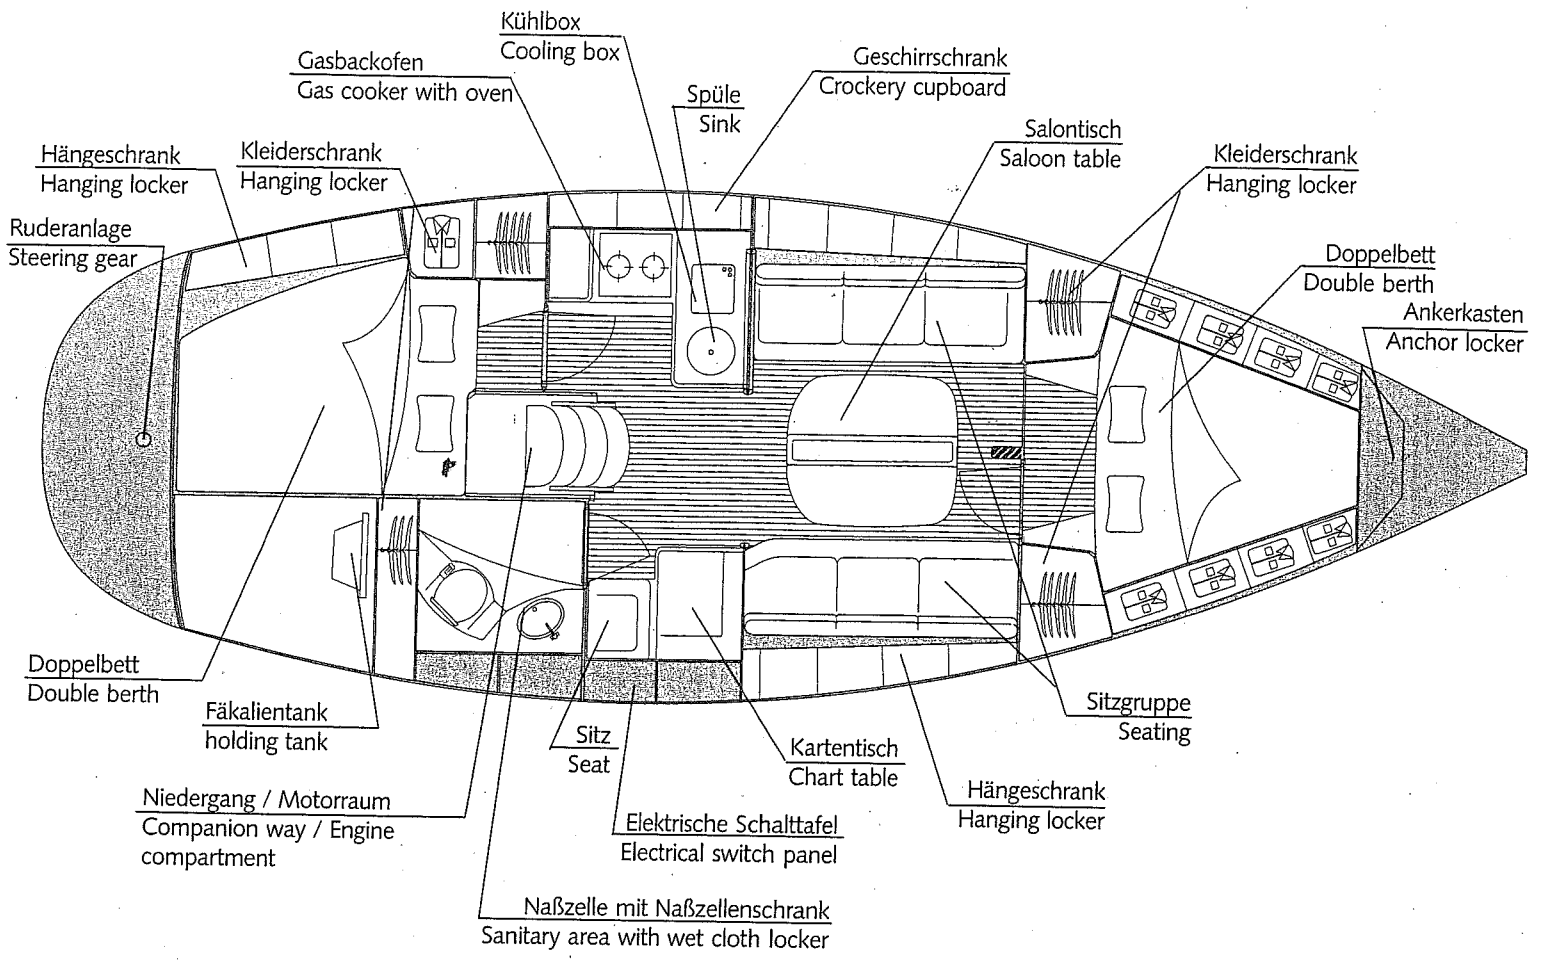 Kühlbox
Cooling box
Gasbackofen
Gas cooker with oven
Geschirrschrank
Crockery cupboard
Spüle
Sink
Salontisch
Saloon table
Hängeschrank
Hanging locker
Kleiderschrank
Hanging locker
Kleiderschrank
Hanging locker
Ruderanlage
Steering gear
Doppelbett
Double berth
Ankerkasten
Anchor locker
Doppelbett
Double berth
Fäkalientank
holding tank
Sitz
Seat
Kartentisch
Chart table
Sitzgruppe
Seating
Niedergang / Motorraum
Companion way / Engine
compartment
Elektrische Schalttafel
Electrical switch panel
Hängeschrank
Hanging locker
Naßzelle mit Naßzellenschrank
Sanitary area with wet cloth locker